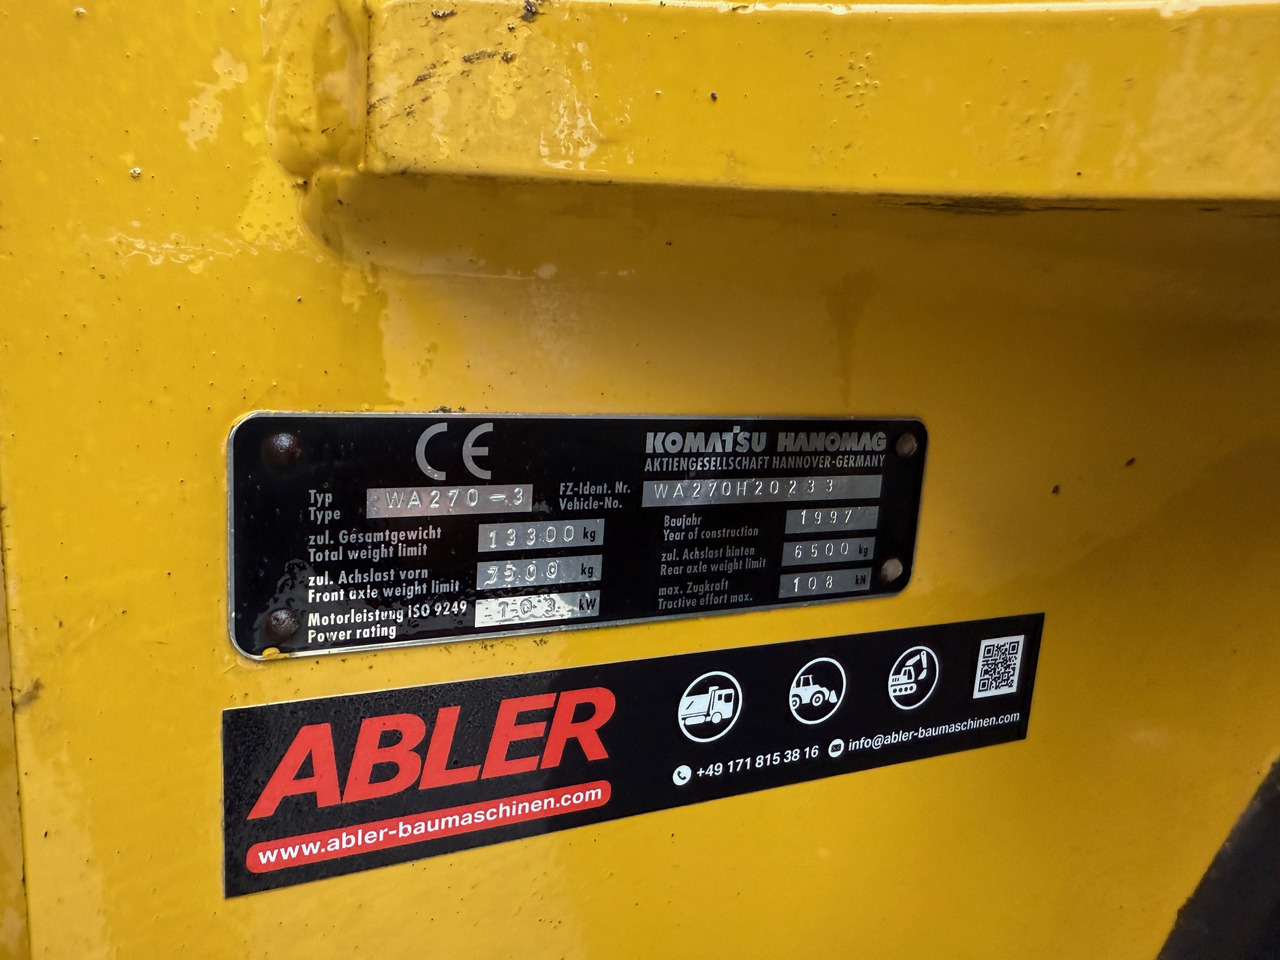 CE
KOMATSU HANOMAG
AKTIENGESELLSCHAFT HANNOVER-GERMANY
Typ
Type
WA270-3
FZ-Ident. Nr.
Vehicle-No.
WA270H20233
zul. Gesamtgewicht
Total weight limit
13300 kg
Baujahr
Year of construction
1997
zul. Achslast vorn
Front axle weight limit
7500 kg
zul. Achslast hinten
Rear axle weight limit
6500 kg
Motorleistung ISO 9249
Power rating
103 kW
max. Zugkraft
Tractive effort max.
108 kN
ABLER
www.abler-baumaschinen.com
+49 171 815 38 16
info@abler-baumaschinen.com